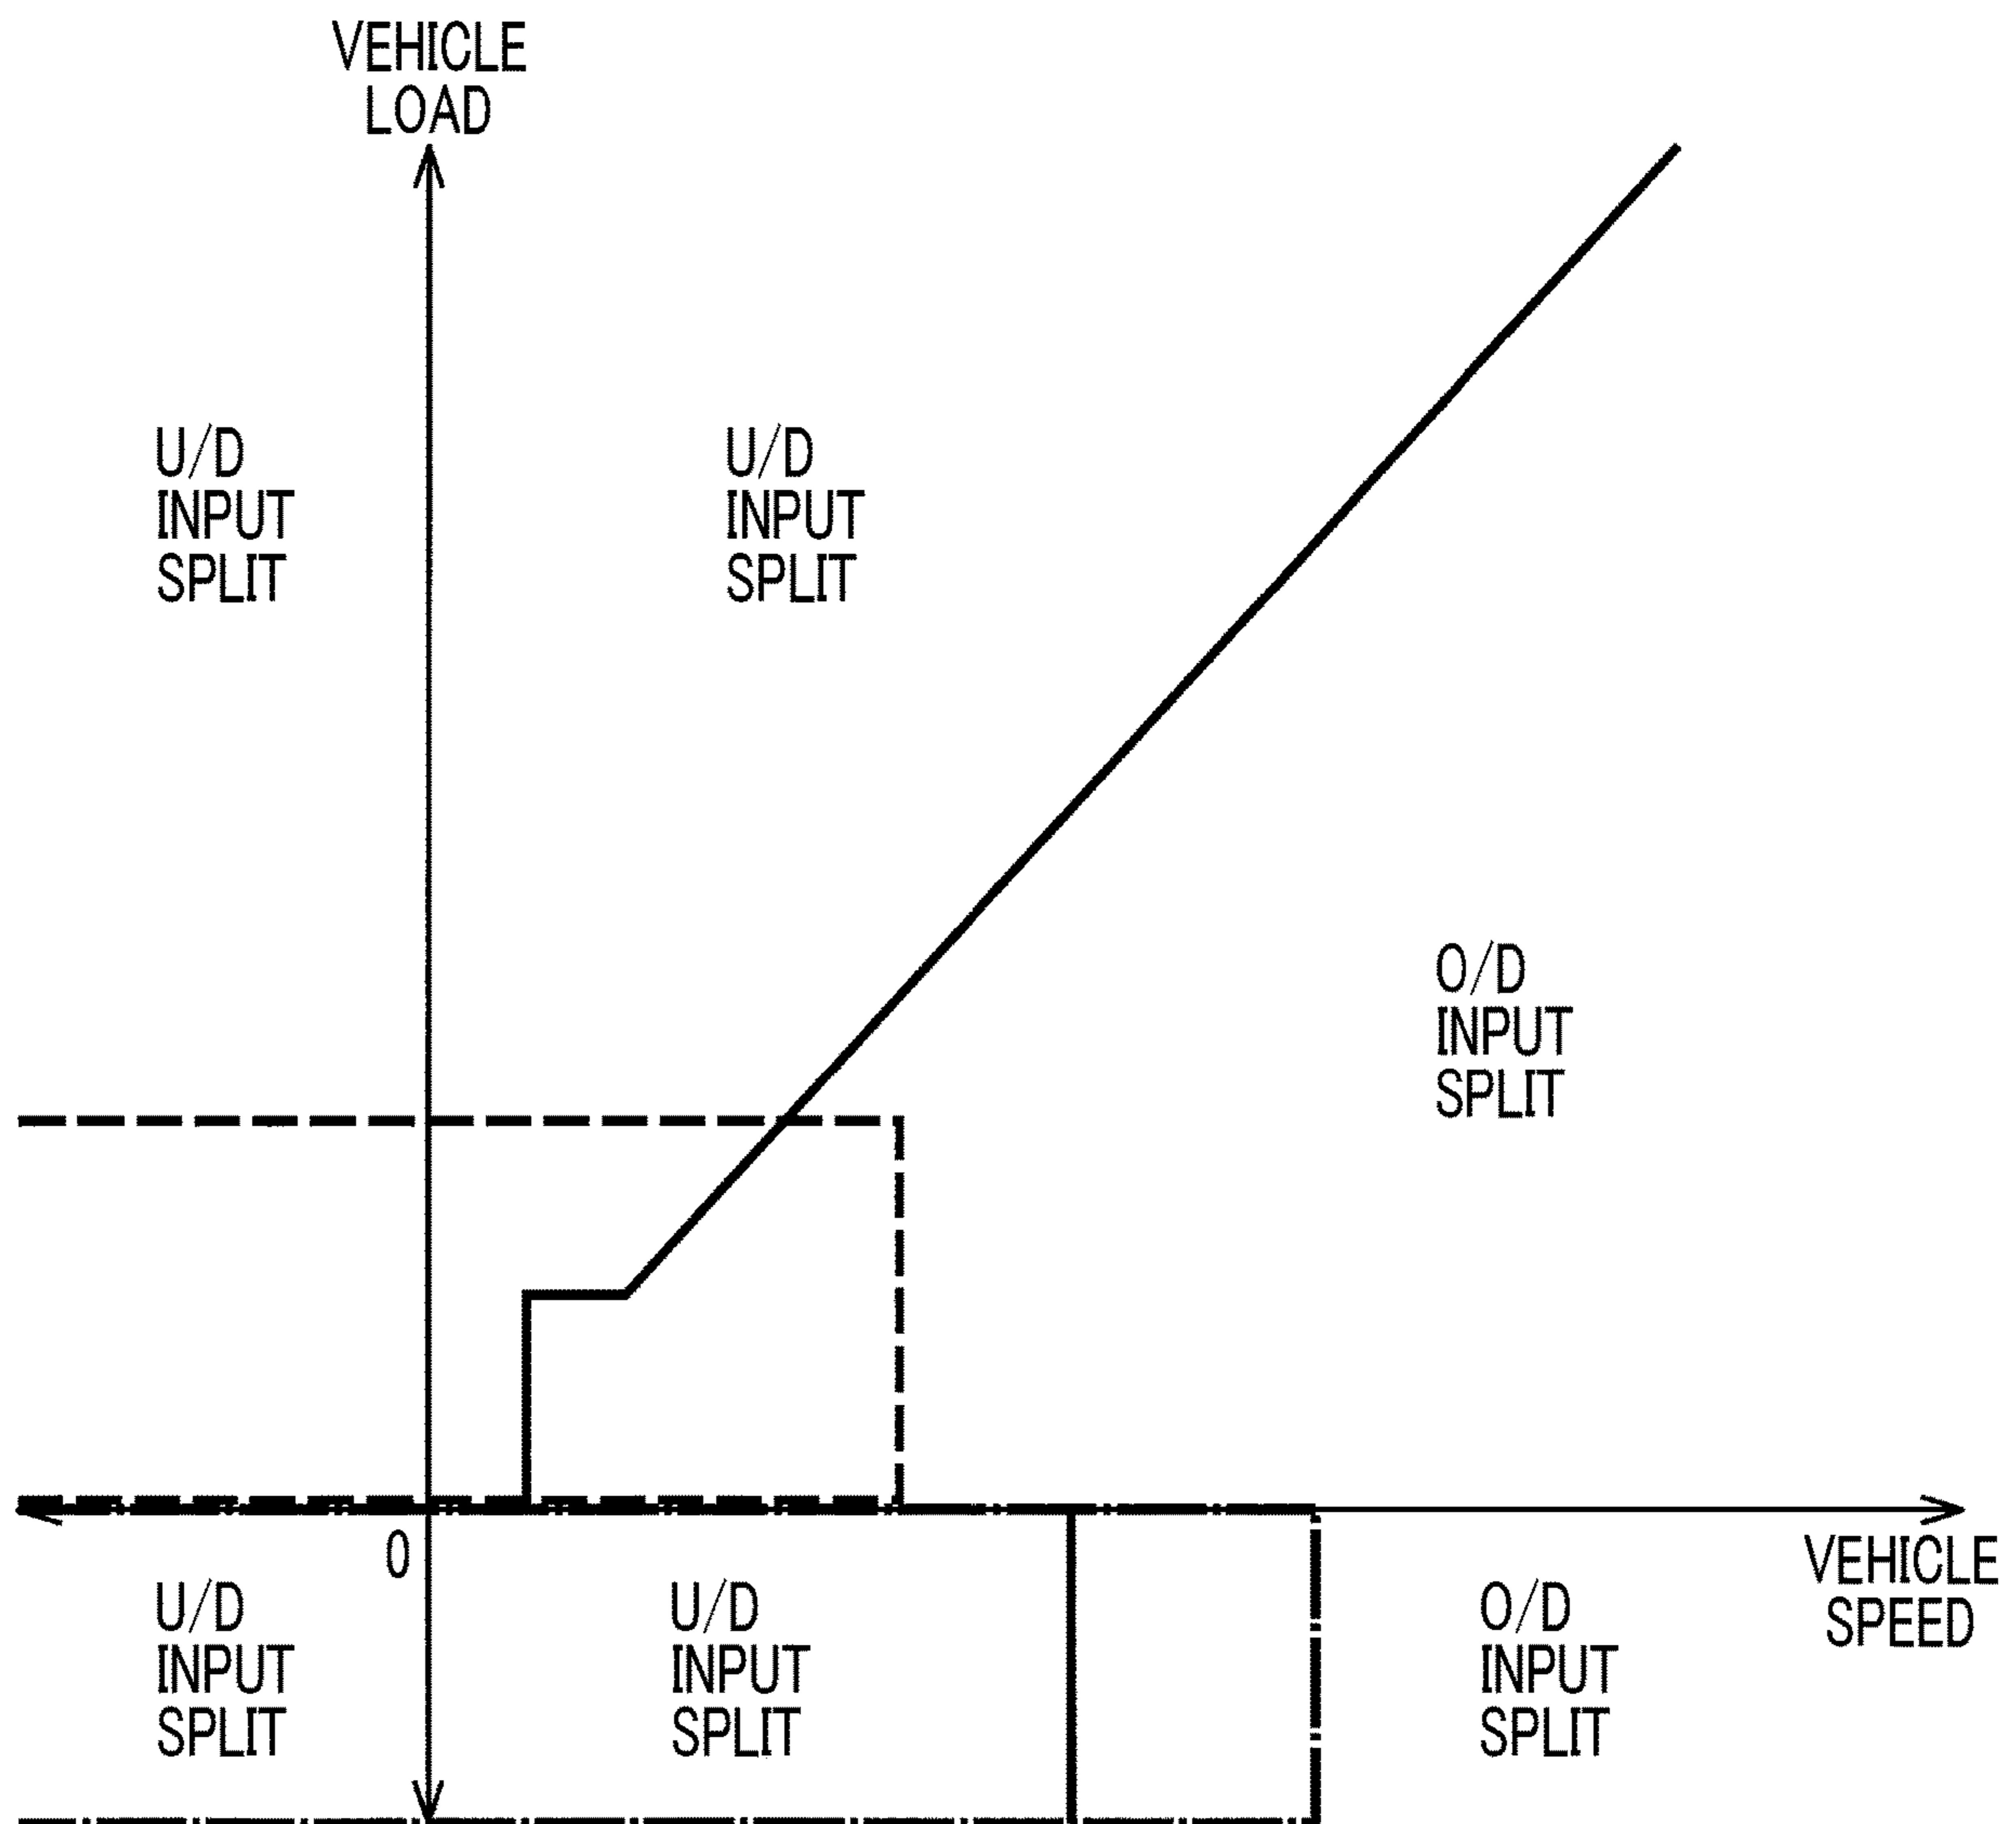 VEHICLE
LOAD
U/D
INPUT
SPLIT
U/D
INPUT
SPLIT
O/D
INPUT
SPLIT
0
VEHICLE
SPEED
U/D
INPUT
SPLIT
U/D
INPUT
SPLIT
O/D
INPUT
SPLIT